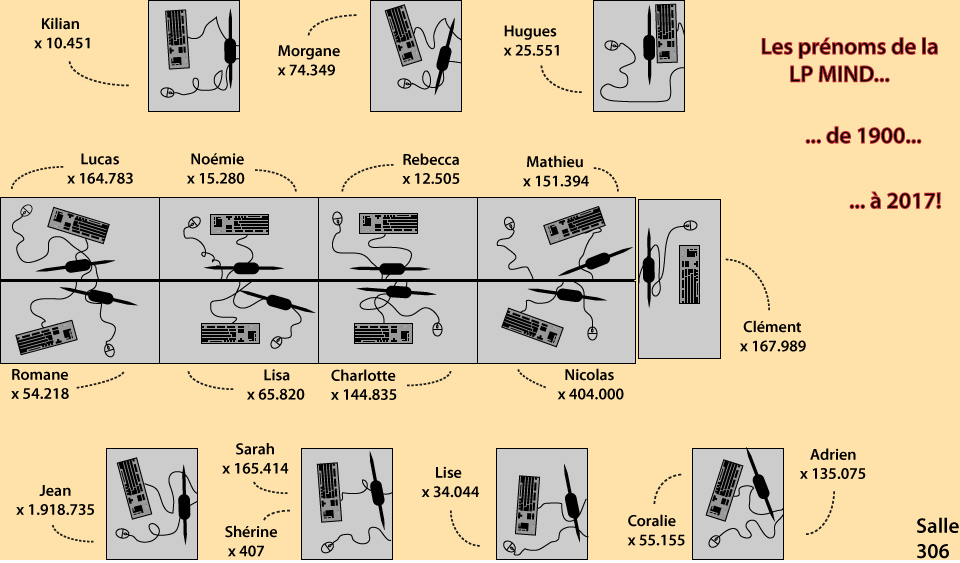 Kilian
x 10.451
Morgane
x 74.349
Hugues
x 25.551
Les prénoms de la
LP MIND...
... de 1900...
... à 2017!
Lucas
x 164.783
Noémie
x 15.280
Rebecca
x 12.505
Mathieu
x 151.394
Clément
x 167.989
Romane
x 54.218
Lisa
x 65.820
Charlotte
x 144.835
Nicolas
x 404.000
Jean
x 1.918.735
Sarah
x 165.414
Shérine
x 407
Lise
x 34.044
Coralie
x 55.155
Adrien
x 135.075
Salle
306